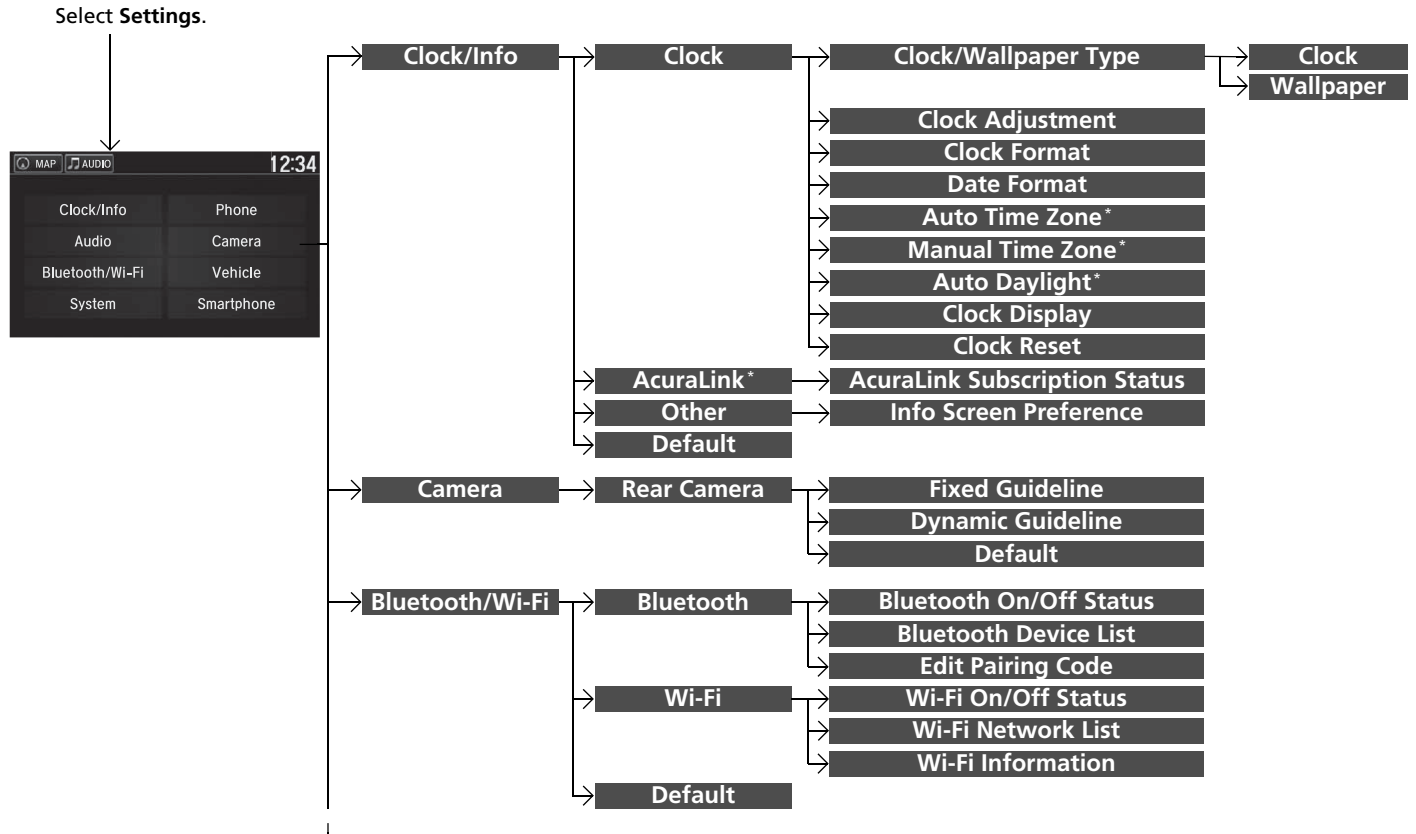 Select Settings.
Clock/Info
Clock
Clock/Wallpaper Type
Clock
Wallpaper
Clock Adjustment
Clock Format
Date Format
Auto Time Zone*
Manual Time Zone*
Auto Daylight*
Clock Display
Clock Reset
MAP AUDIO 12:34
Clock/Info Phone
Audio Camera
Bluetooth/Wi-Fi Vehicle
System Smartphone
AcuraLink*
AcuraLink Subscription Status
Other
Info Screen Preference
Default
Camera
Rear Camera
Fixed Guideline
Dynamic Guideline
Default
Bluetooth/Wi-Fi
Bluetooth
Bluetooth On/Off Status
Bluetooth Device List
Edit Pairing Code
Wi-Fi
Wi-Fi On/Off Status
Wi-Fi Network List
Wi-Fi Information
Default